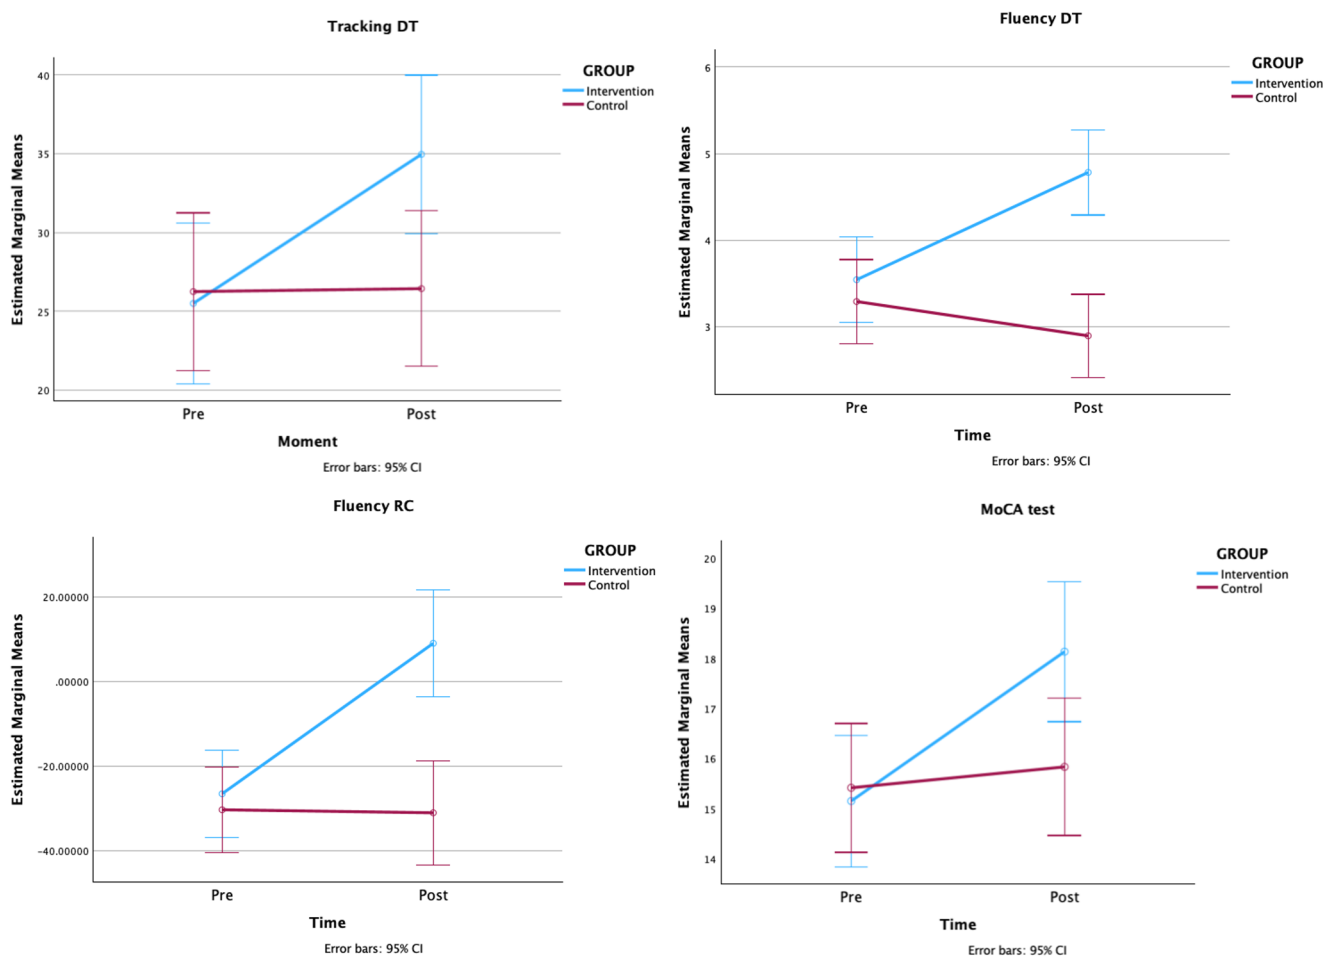 Tracking DT
GROUP
Intervention
Control
Estimated Marginal Means
40
35
30
25
20
Pre Post
Moment
Error bars: 95% CI
Fluency DT
GROUP
Intervention
Control
Estimated Marginal Means
6
5
4
3
Pre Post
Time
Error bars: 95% CI
Fluency RC
GROUP
Intervention
Control
Estimated Marginal Means
20.00000
.00000
-20.00000
-40.00000
Pre Post
Time
Error bars: 95% CI
MoCA test
GROUP
Intervention
Control
Estimated Marginal Means
20
19
18
17
16
15
14
Pre Post
Time
Error bars: 95% CI